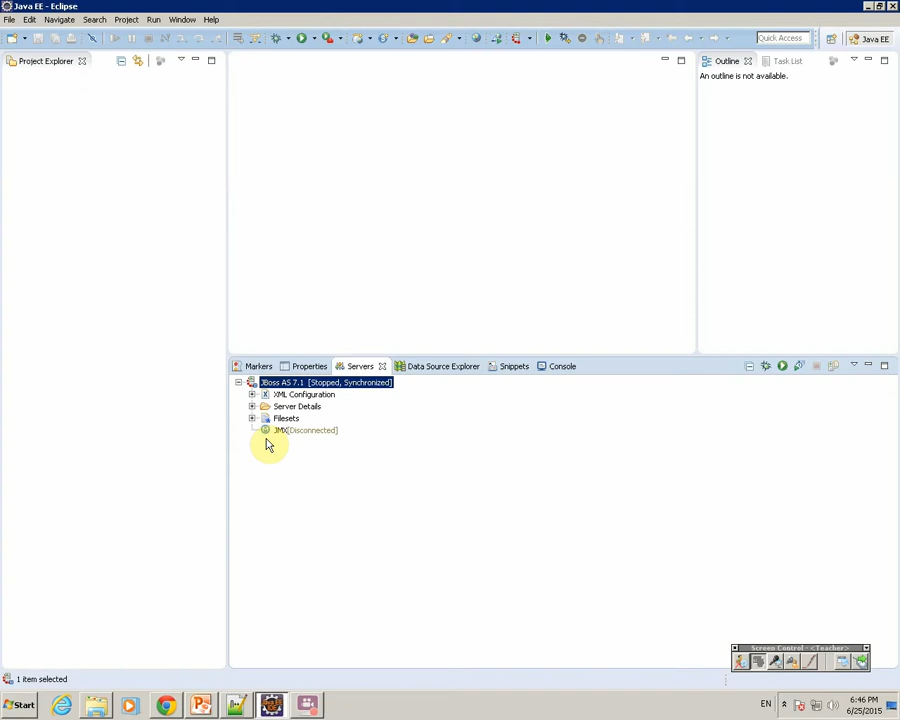 Java EE - Eclipse
File Edit Navigate Search Project Run Window Help
Quick Access
Java EE
Project Explorer
Outline
Task List
An outline is not available.
Markers
Properties
Servers
Data Source Explorer
Snippets
Console
JBoss AS 7.1 [Stopped, Synchronized]
XML Configuration
Server Details
Filesets
JMX[Disconnected]
Screen Control - <Teacher>
1 item selected
Start
EN
6:46 PM
6/25/2015